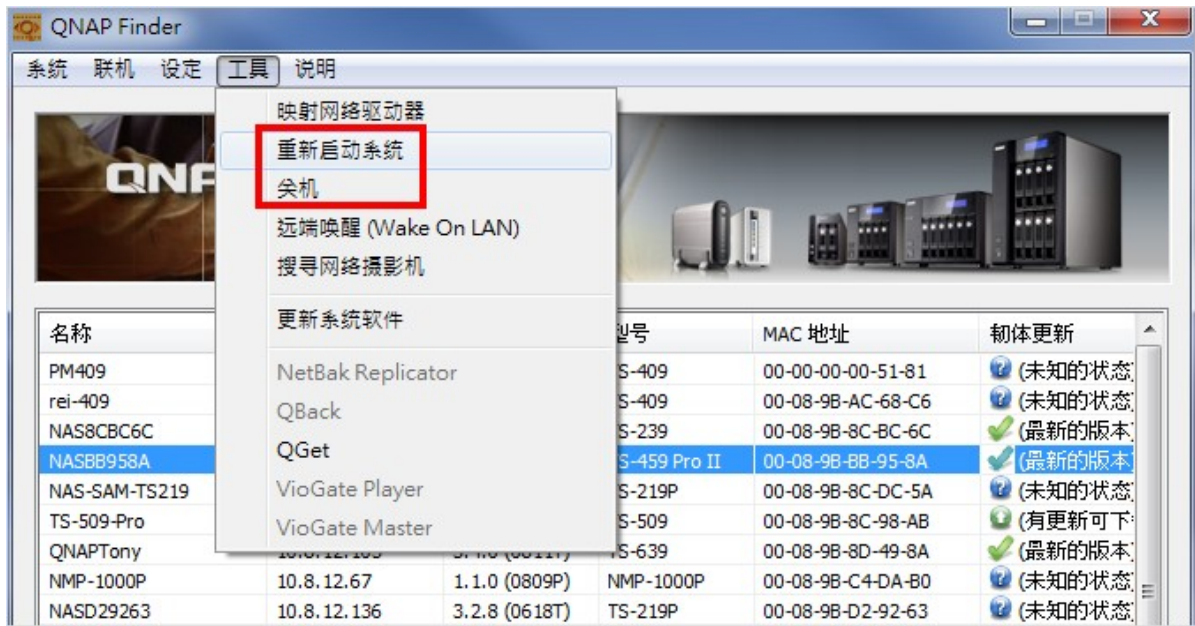 QNAP Finder
系统 联机 设定 工具 说明
映射网络驱动器
重新启动系统
关机
远端唤醒 (Wake On LAN)
搜寻网络摄影机
更新系统软件
NetBak Replicator
QBack
QGet
VioGate Player
VioGate Master
QNAP
名称 型号 MAC 地址 韧体更新
PM409 S-409 00-00-00-00-51-81 (未知的状态
rei-409 S-409 00-08-9B-AC-68-C6 (未知的状态
NAS8CBC6C S-239 00-08-9B-8C-BC-6C (最新的版本
NASBB958A S-459 Pro II 00-08-9B-BB-95-8A (最新的版本
NAS-SAM-TS219 S-219P 00-08-9B-8C-DC-5A (未知的状态
TS-509-Pro S-509 00-08-9B-8C-98-AB (有更新可下
QNAPTony S-639 00-08-9B-8D-49-8A (最新的版本
NMP-1000P 10.8.12.67 1.1.0 (0809P) NMP-1000P 00-08-9B-C4-DA-B0 (未知的状态
NASD29263 10.8.12.136 3.2.8 (0618T) TS-219P 00-08-9B-D2-92-63 (未知的状态